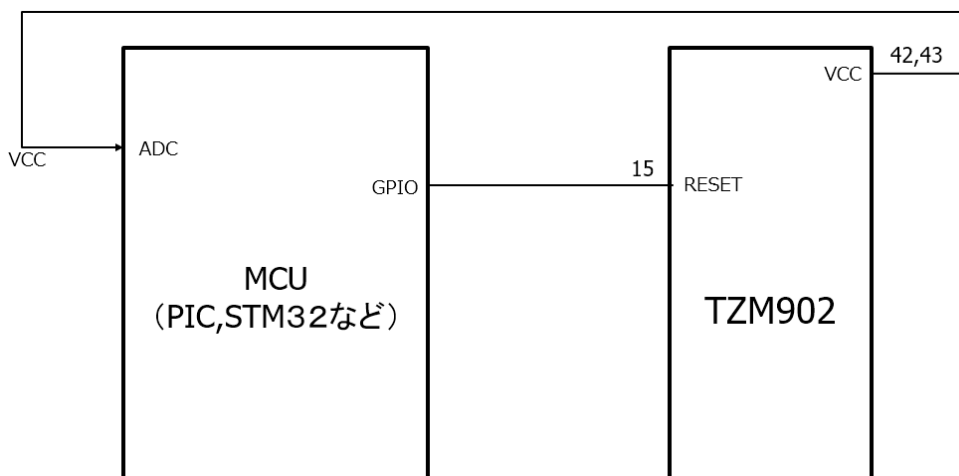 42,43
VCC
ADC
VCC
15
GPIO
RESET
MCU
（PIC,STM32など）
TZM902